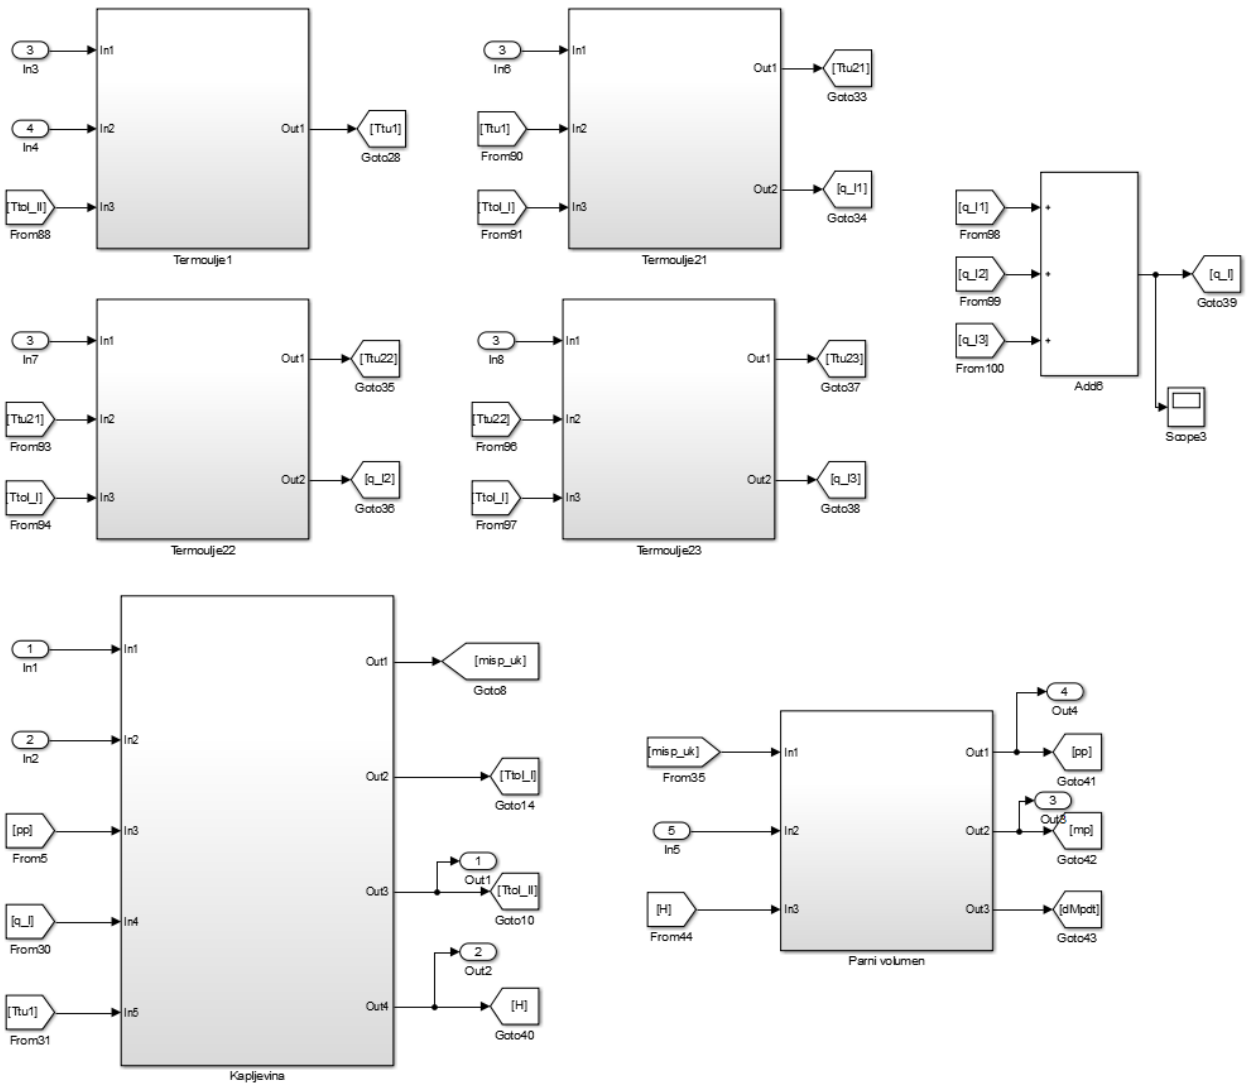 3
In3
In1
4
In4
In2
[Ttol_II]
From88
In3
Out1
[Ttu1]
Goto28
Termoulje1
3
In6
In1
[Ttu1]
From90
In2
[Ttol_I]
From91
In3
Out1
[Ttu21]
Goto33
Out2
[q_I1]
Goto34
Termoulje21
[q_I1]
From98
+
[q_I2]
From99
+
[q_I3]
From100
+
[q_I]
Goto39
Add6
Scope3
3
In7
In1
[Ttu21]
From93
In2
[Ttol_I]
From94
In3
Out1
[Ttu22]
Goto35
Out2
[q_I2]
Goto36
Termoulje22
3
In8
In1
[Ttu22]
From96
In2
[Ttol_I]
From97
In3
Out1
[Ttu23]
Goto37
Out2
[q_I3]
Goto38
Termoulje23
1
In1
In1
2
In2
In2
[pp]
From5
In3
[q_I]
From30
In4
[Ttu1]
From31
In5
Out1
[misp_uk]
Goto8
Out2
[Ttol_I]
Goto14
1
Out1
Out3
[Ttol_II]
Goto10
2
Out2
Out4
[H]
Goto40
Kapljevina
[misp_uk]
From35
In1
5
In5
In2
[H]
From44
In3
4
Out4
Out1
[pp]
Goto41
3
Out3
Out2
[mp]
Goto42
Out3
[dMpdt]
Goto43
Parni volumen